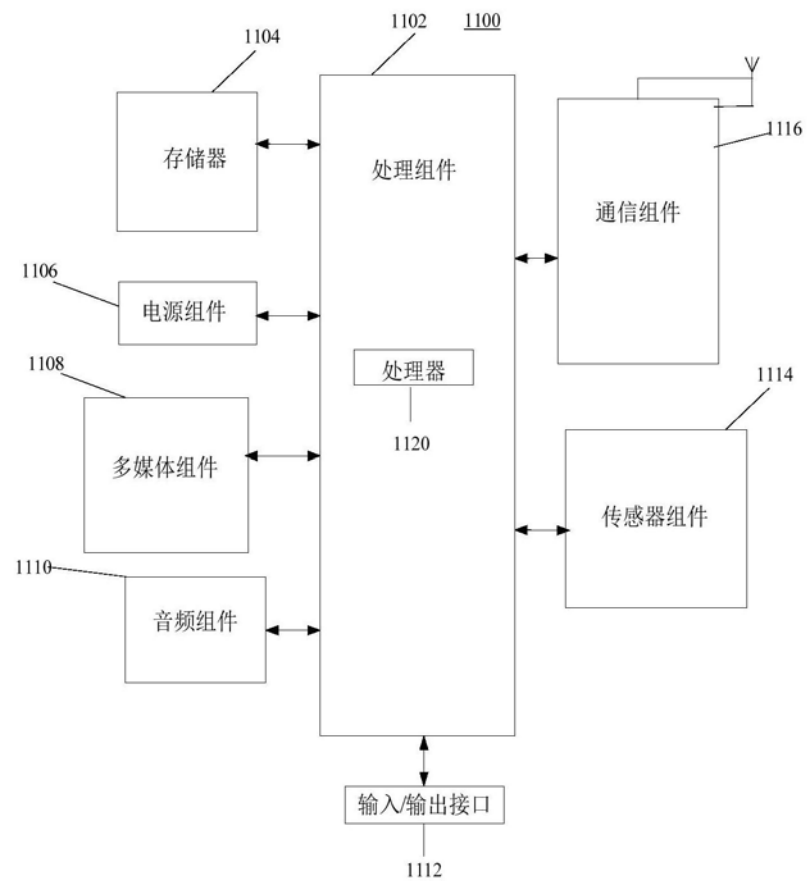 1104
1102
1100
存储器
处理组件
1116
通信组件
1106
电源组件
1108
处理器
1114
多媒体组件
1120
传感器组件
1110
音频组件
输入/输出接口
1112